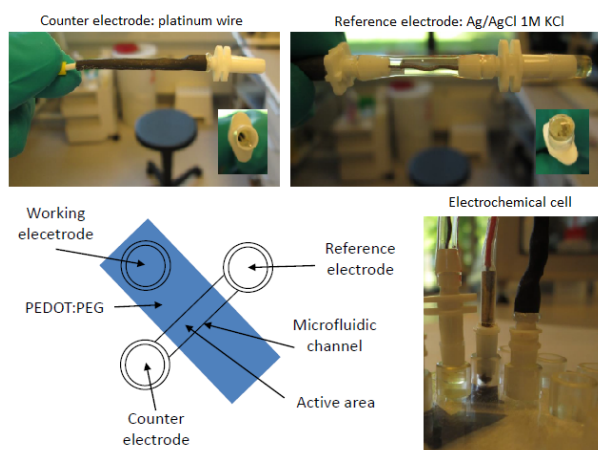 Counter electrode: platinum wire
Reference electrode: Ag/AgCl 1M KCl
Electrochemical cell
Working
elecetrode
Reference
electrode
PEDOT:PEG
Microfluidic
channel
Active area
Counter
electrode